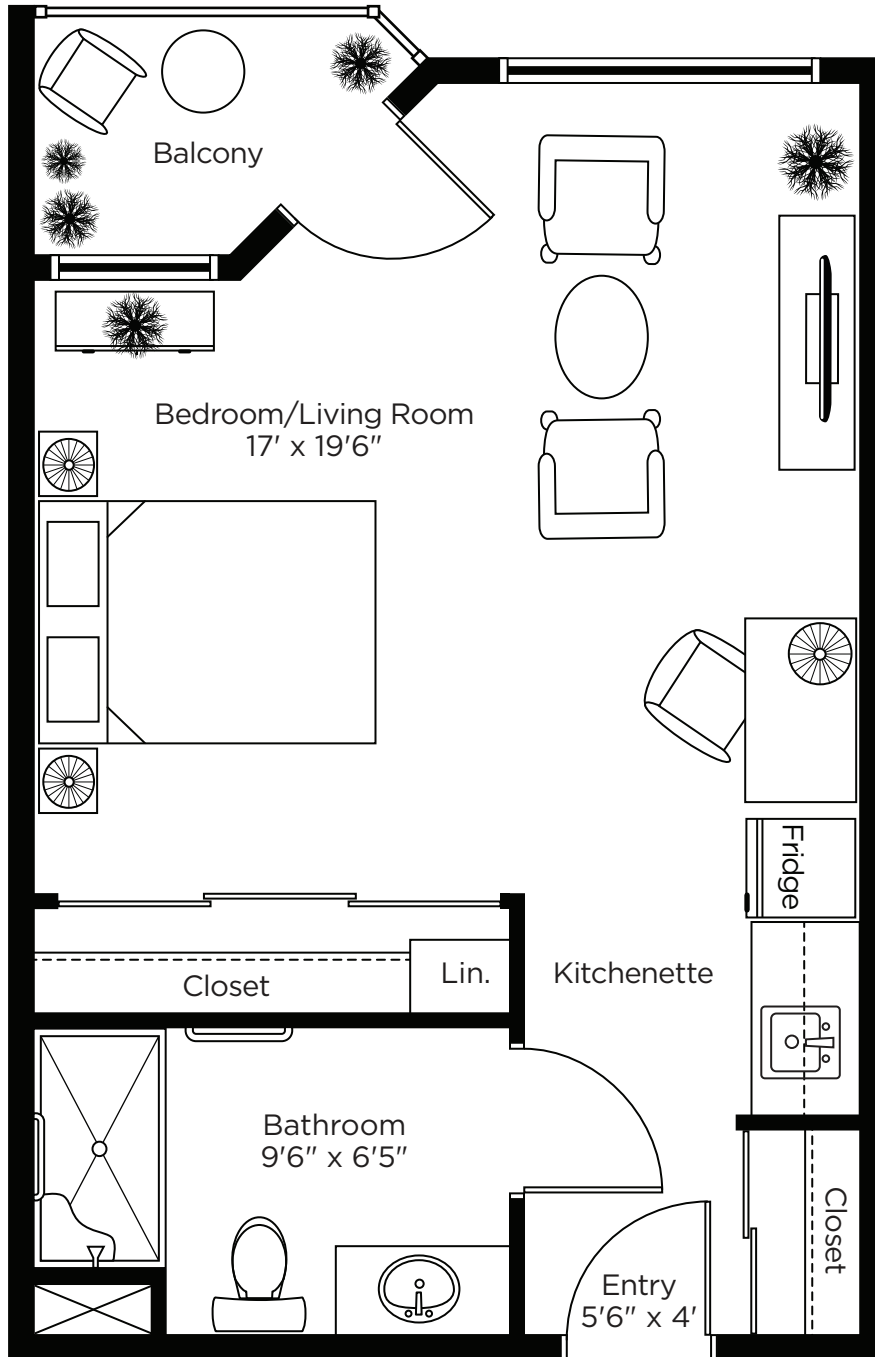 Balcony
Bedroom/Living Room
17' x 19'6"
Fridge
Closet
Lin.
Kitchenette
Bathroom
9'6" x 6'5"
Closet
Entry
5'6" x 4'